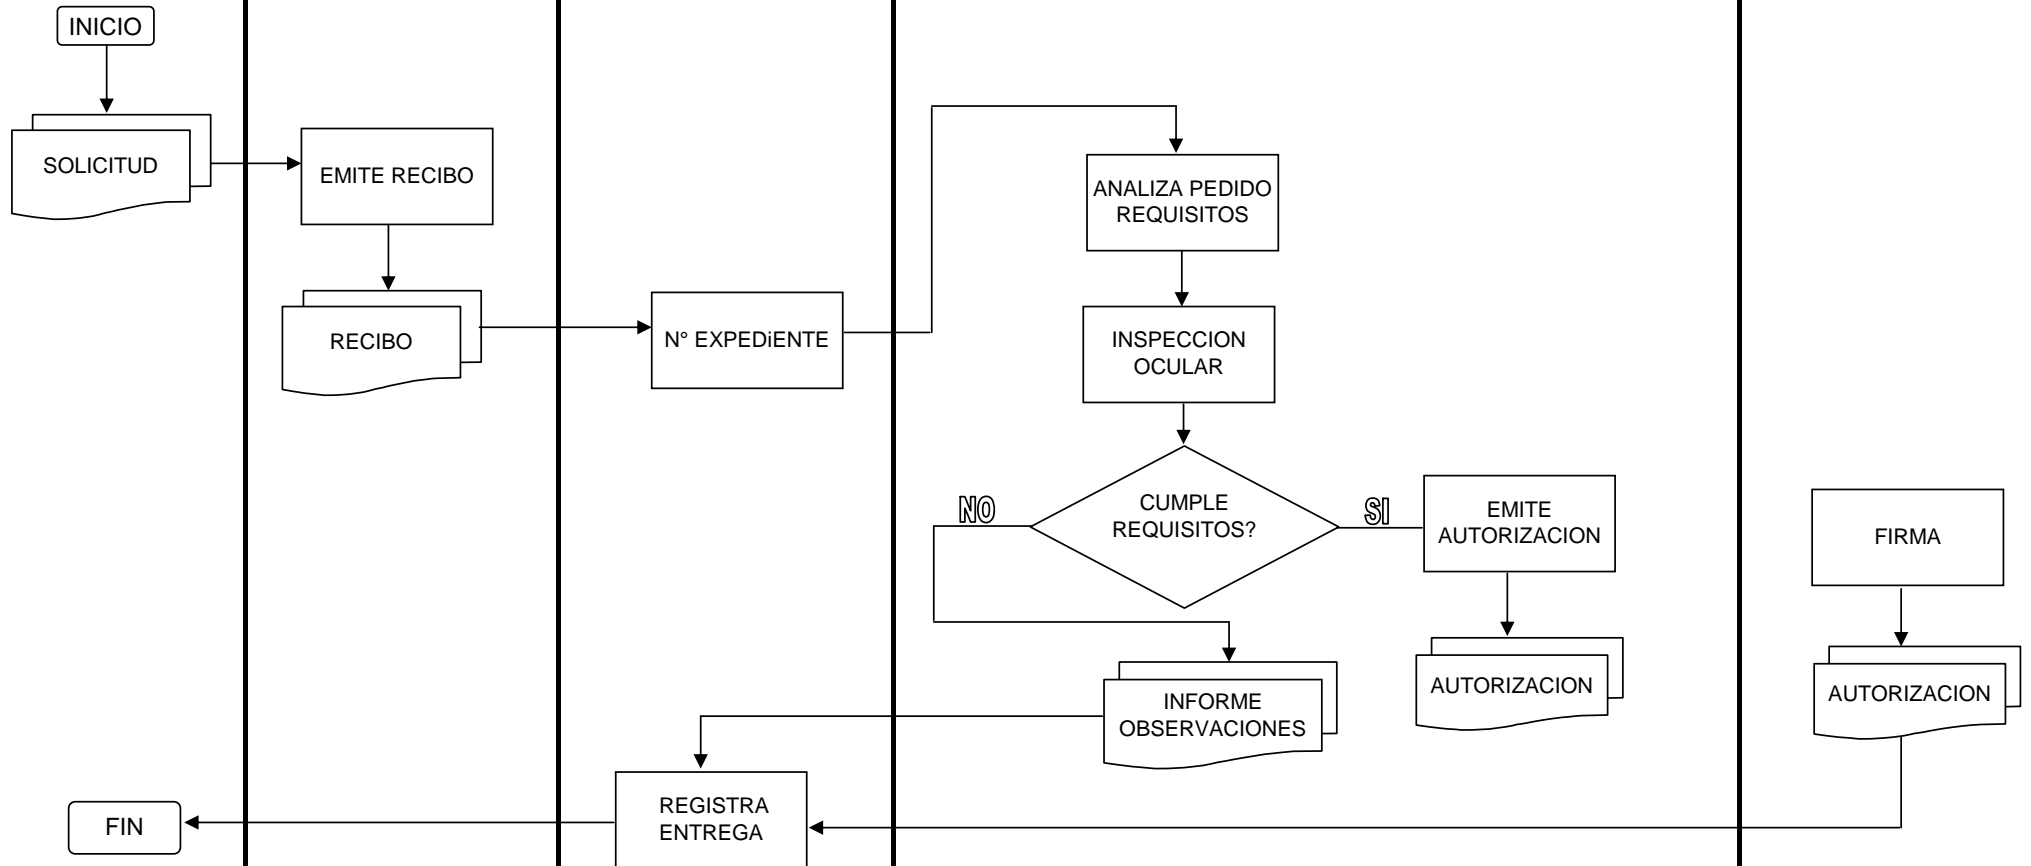 INICIO
SOLICITUD
EMITE RECIBO
RECIBO
N° EXPEDiENTE
ANALIZA PEDIDO
REQUISITOS
INSPECCION
OCULAR
CUMPLE
REQUISITOS?
NO
SI
EMITE
AUTORIZACION
AUTORIZACION
INFORME
OBSERVACIONES
FIRMA
AUTORIZACION
REGISTRA
ENTREGA
FIN